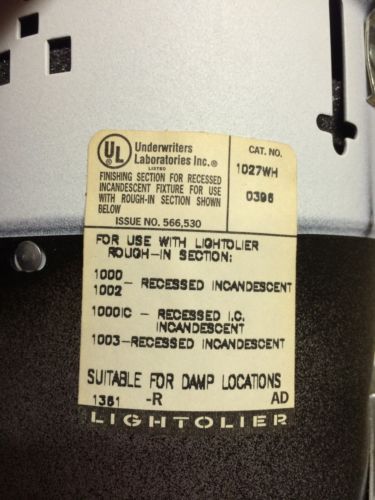 UL
®
Underwriters
Laboratories Inc.®
LISTED
FINISHING SECTION FOR RECESSED
INCANDESCENT FIXTURE FOR USE
WITH ROUGH-IN SECTION SHOWN
BELOW
ISSUE NO. 566,530
CAT. NO.
1027WH
0396
FOR USE WITH LIGHTOLIER
ROUGH-IN SECTION:
1000
1002 - RECESSED INCANDESCENT
1000IC - RECESSED I.C.
INCANDESCENT
1003-RECESSED INCANDESCENT
SUITABLE FOR DAMP LOCATIONS
1361 -R AD
LIGHTOLIER